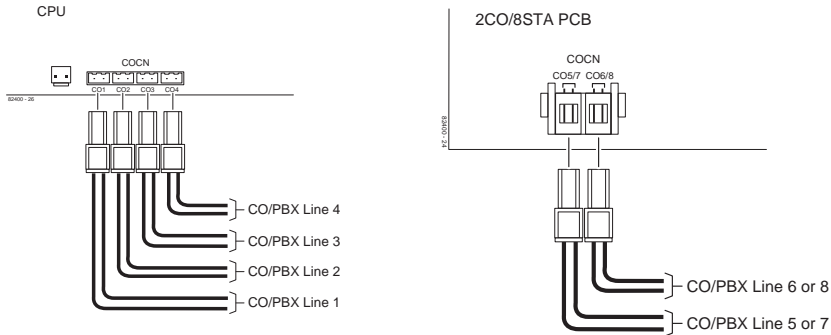 CPU
COCN
CO1 CO2 CO3 CO4
82400 - 26
CO/PBX Line 4
CO/PBX Line 3
CO/PBX Line 2
CO/PBX Line 1
2CO/8STA PCB
COCN
CO5/7 CO6/8
82400 - 24
CO/PBX Line 6 or 8
CO/PBX Line 5 or 7